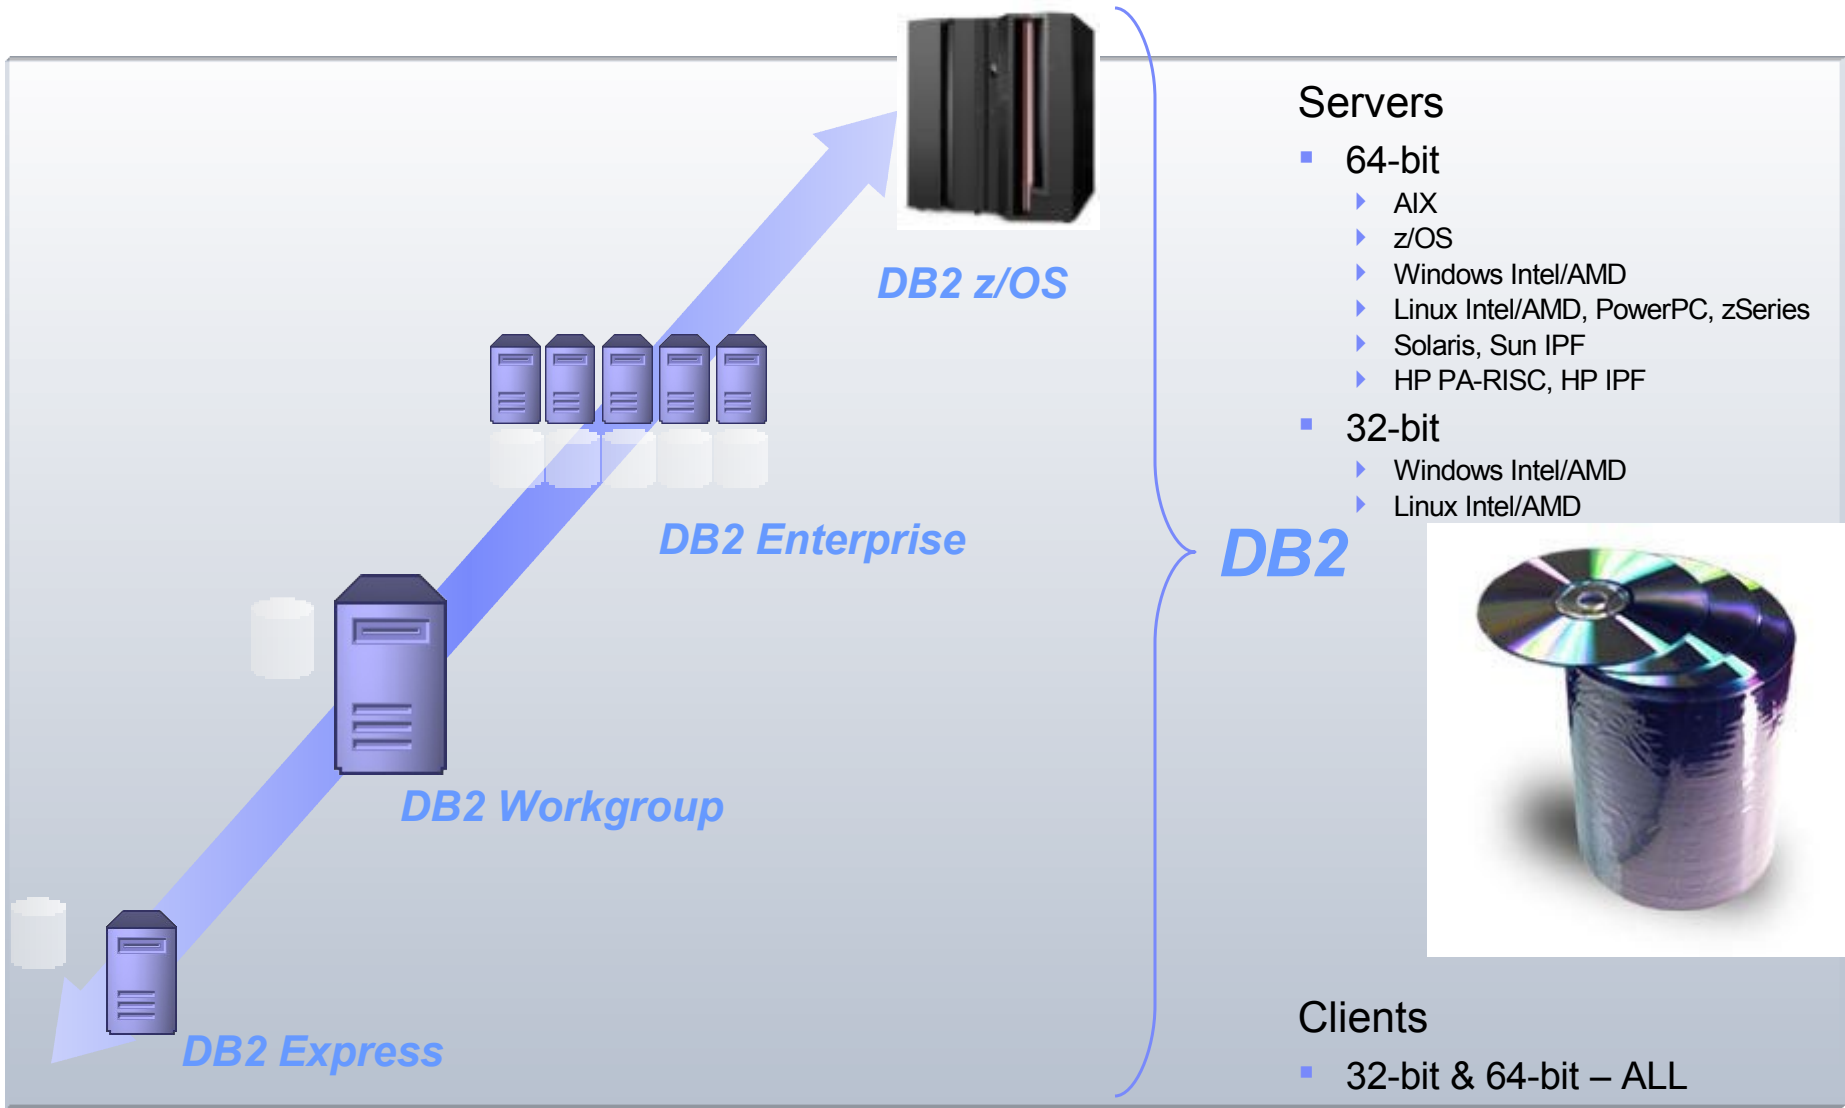 DB2 z/OS
DB2 Enterprise
DB2 Workgroup
DB2 Express
DB2
Servers
64-bit
AIX
z/OS
Windows Intel/AMD
Linux Intel/AMD, PowerPC, zSeries
Solaris, Sun IPF
HP PA-RISC, HP IPF
32-bit
Windows Intel/AMD
Linux Intel/AMD
Clients
32-bit & 64-bit – ALL